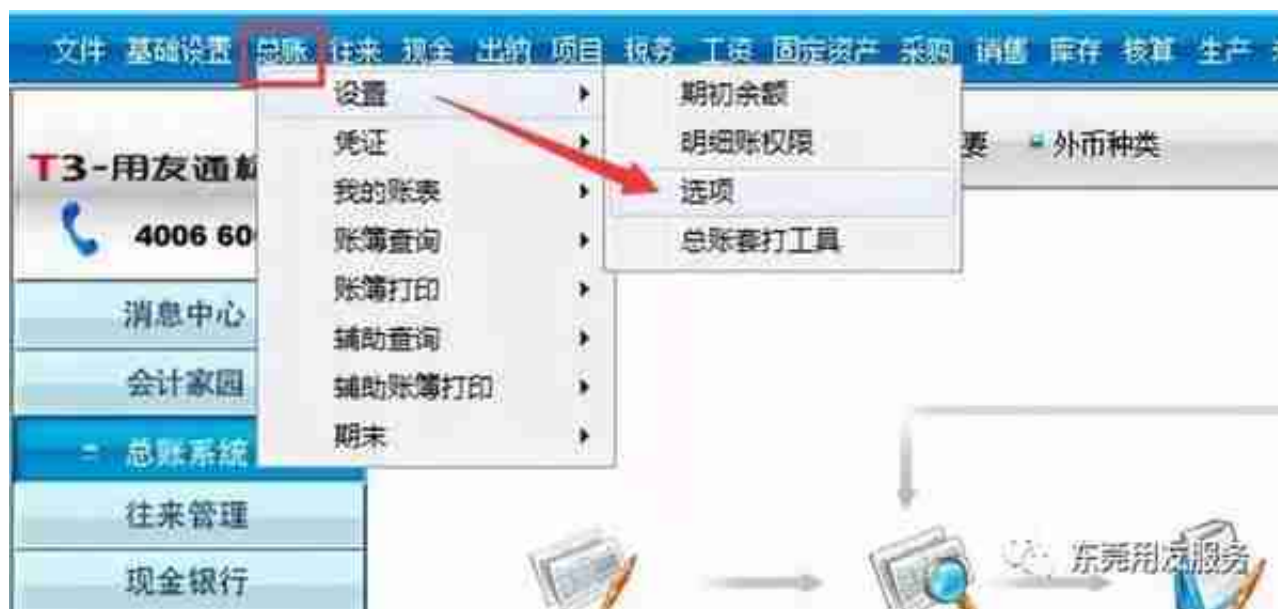 文件 基础设置 总账 往来 现金 出纳 项目 税务 工资 固定资产 采购 销售 库存 核算 生产
设置 期初余额
凭证 明细账权限
我的账表 选项
账簿查询 总账套打工具
账簿打印
辅助查询
辅助账簿打印
期末
外币种类
T3-用友通标
4006 60
消息中心
会计家园
总账系统
往来管理
现金银行
东莞用友服务